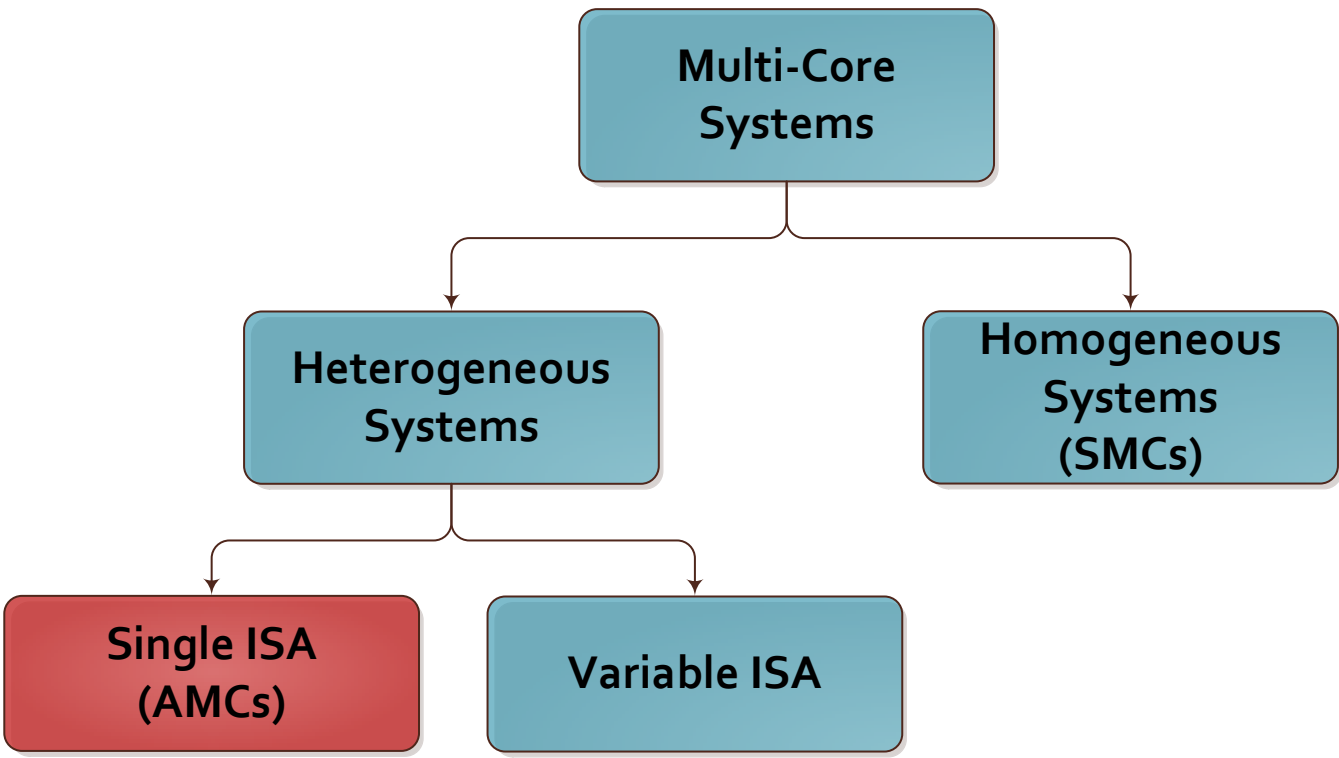 Multi-Core
Systems
Heterogeneous
Systems
Homogeneous
Systems
(SMCs)
Single ISA
(AMCs)
Variable ISA